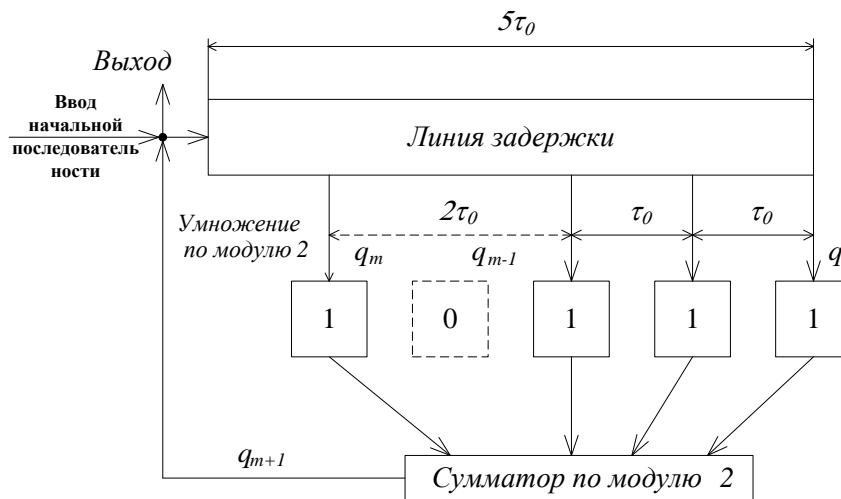 5τ₀
Выход
Ввод
начальной
последователь
ности
Линия задержки
Умножение
по модулю 2
2τ₀
τ₀
τ₀
qₘ
qₘ₋₁
q
1
0
1
1
1
qₘ₊₁
Сумматор по модулю 2